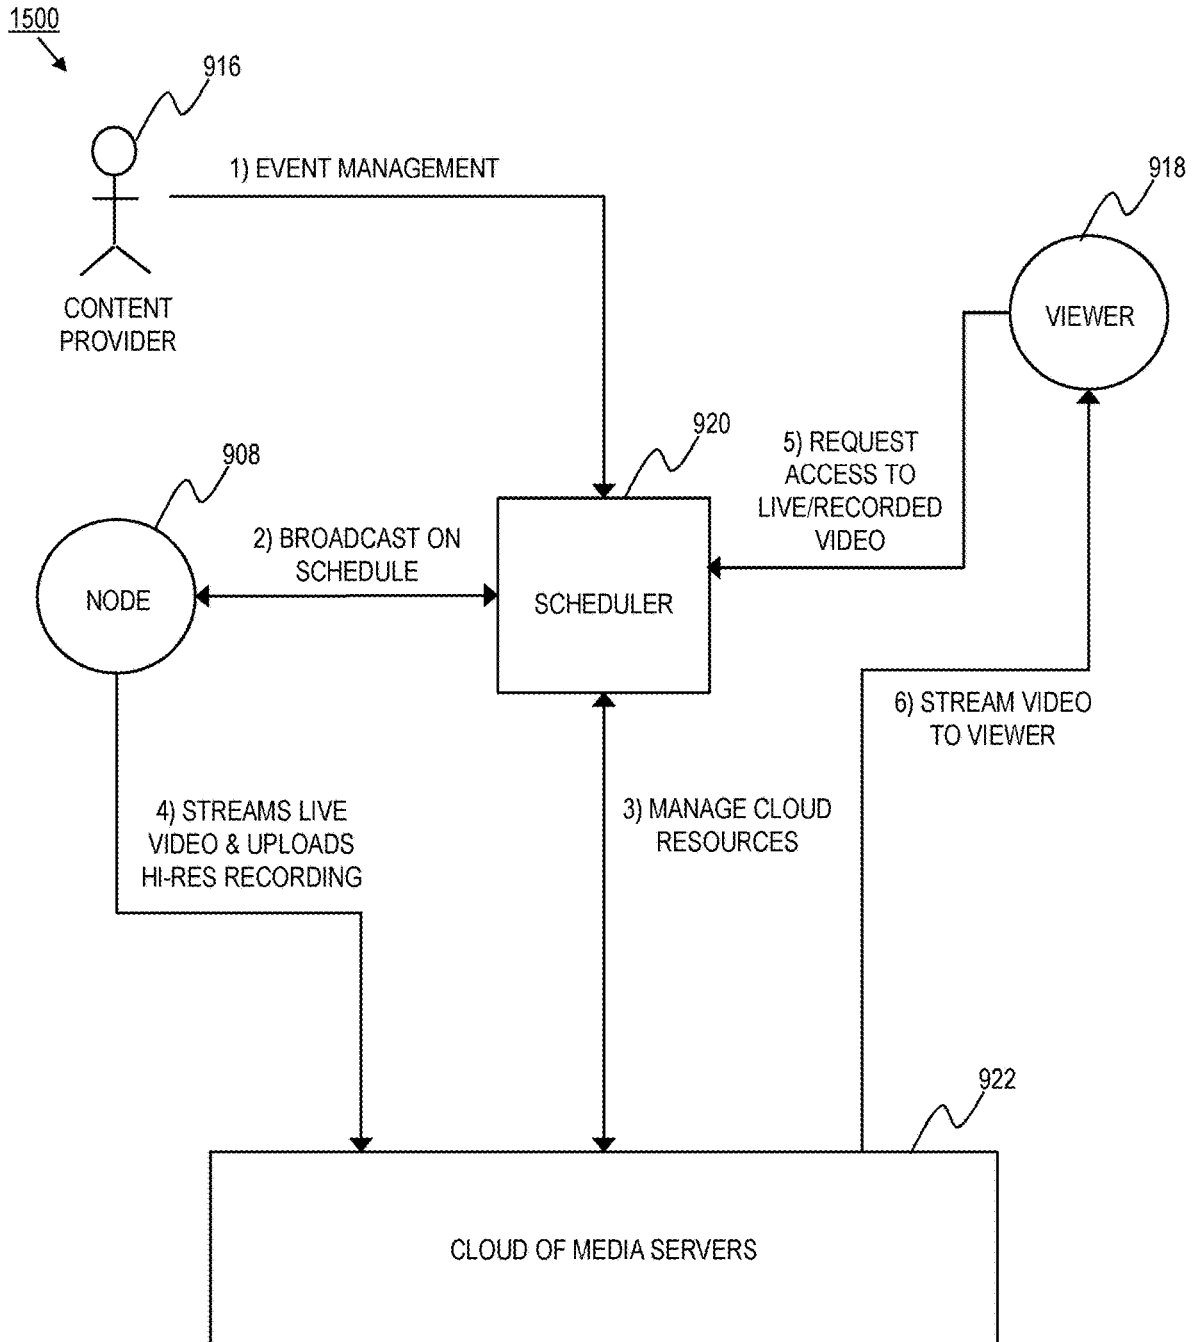 1500
916
1) EVENT MANAGEMENT
918
CONTENT
PROVIDER
VIEWER
920
908
5) REQUEST
ACCESS TO
LIVE/RECORDED
VIDEO
2) BROADCAST ON
SCHEDULE
NODE
SCHEDULER
6) STREAM VIDEO
TO VIEWER
4) STREAMS LIVE
VIDEO & UPLOADS
HI-RES RECORDING
3) MANAGE CLOUD
RESOURCES
922
CLOUD OF MEDIA SERVERS